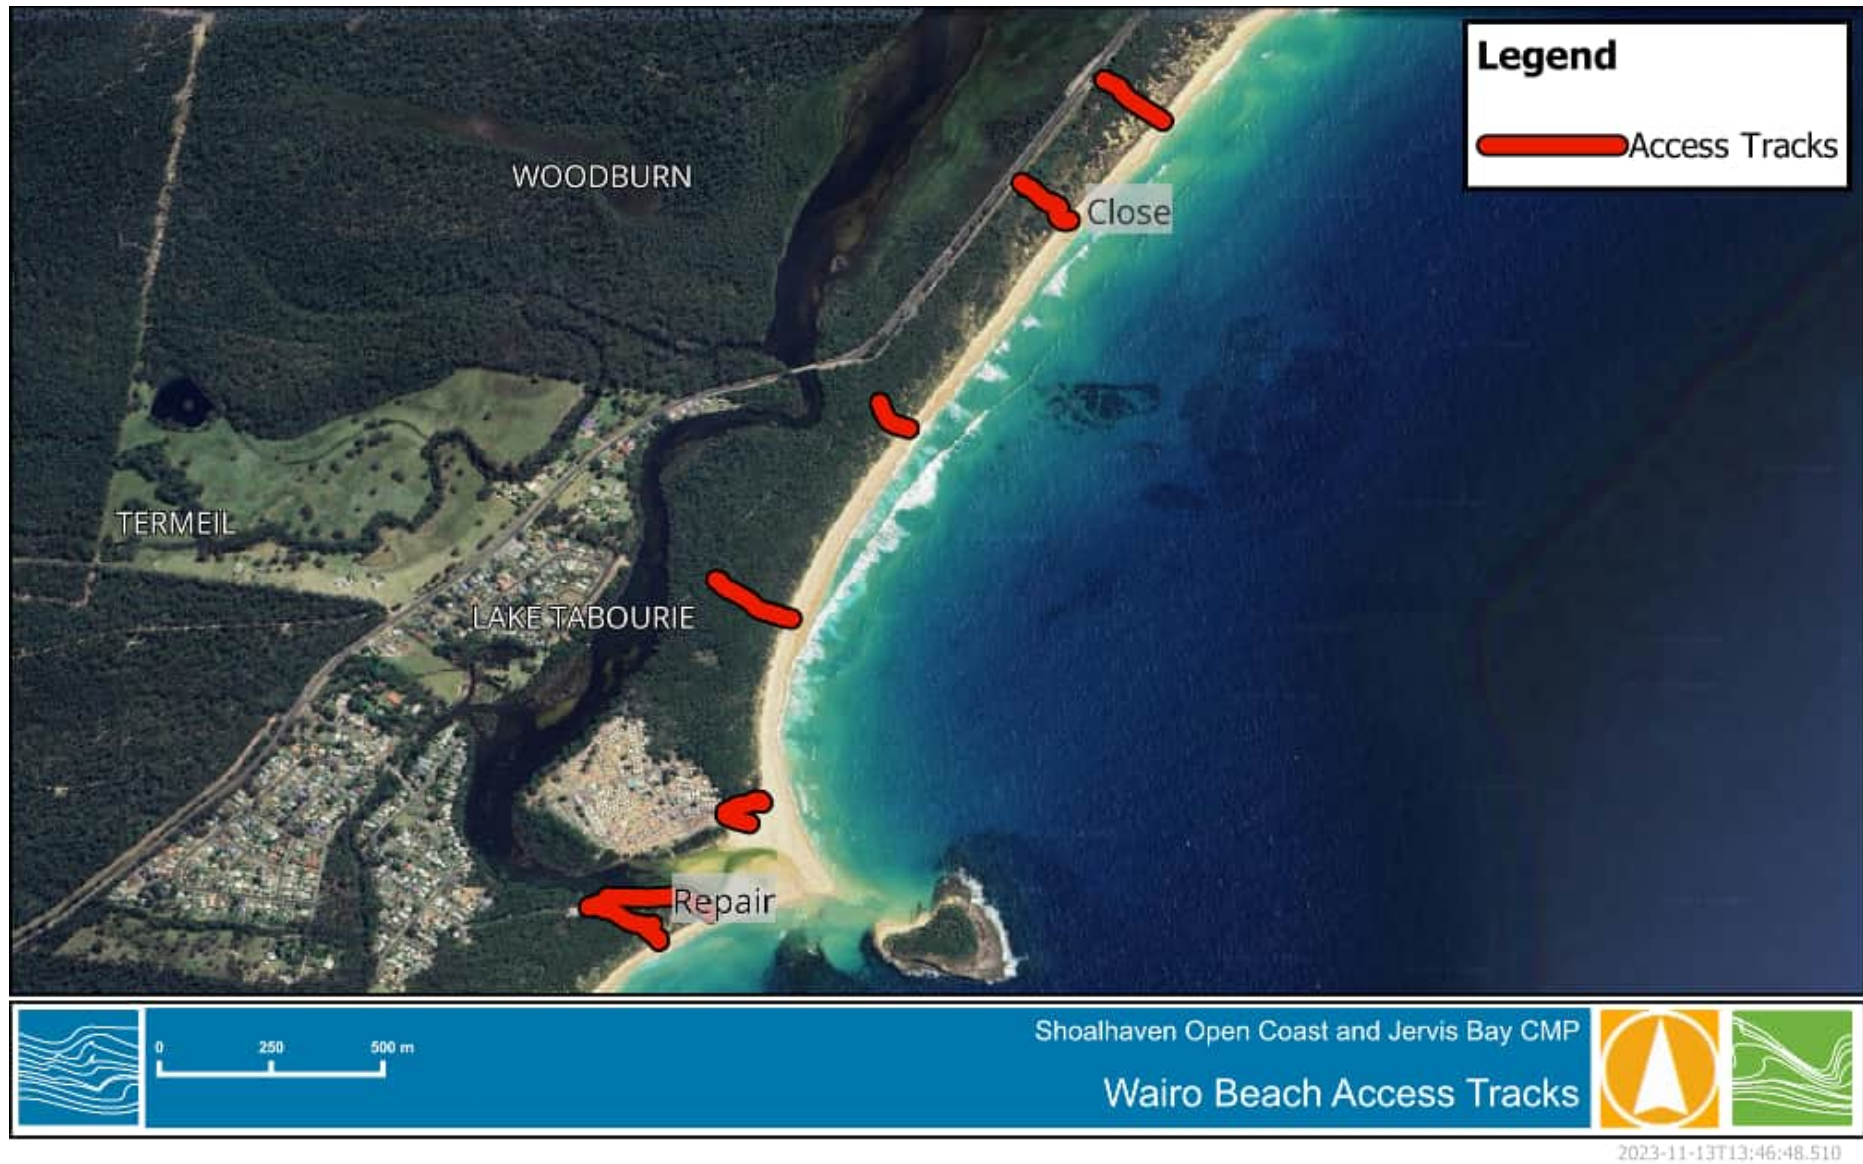 Legend
Access Tracks
WOODBURN
Close
TERMEIL
LAKE TABOURIE
Repair
0 250 500 m
Shoalhaven Open Coast and Jervis Bay CMP
Wairo Beach Access Tracks
2023-11-13T13:46:48.510